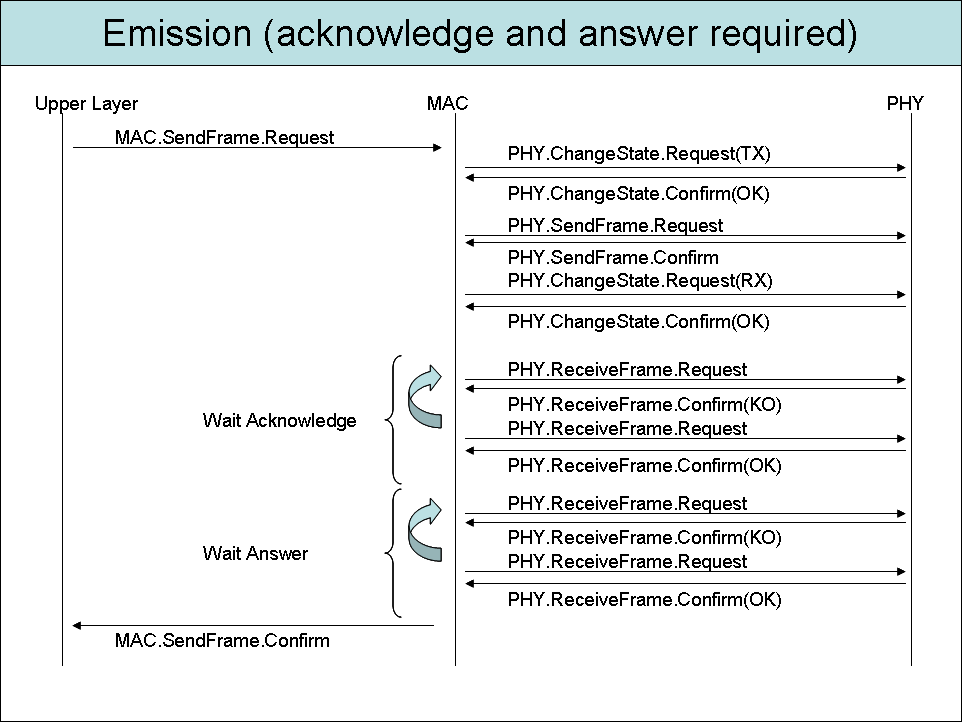 Emission (acknowledge and answer required)
Upper Layer
MAC
PHY
MAC.SendFrame.Request
PHY.ChangeState.Request(TX)
PHY.ChangeState.Confirm(OK)
PHY.SendFrame.Request
PHY.SendFrame.Confirm
PHY.ChangeState.Request(RX)
PHY.ChangeState.Confirm(OK)
PHY.ReceiveFrame.Request
PHY.ReceiveFrame.Confirm(KO)
Wait Acknowledge
PHY.ReceiveFrame.Request
PHY.ReceiveFrame.Confirm(OK)
PHY.ReceiveFrame.Request
PHY.ReceiveFrame.Confirm(KO)
Wait Answer
PHY.ReceiveFrame.Request
PHY.ReceiveFrame.Confirm(OK)
MAC.SendFrame.Confirm